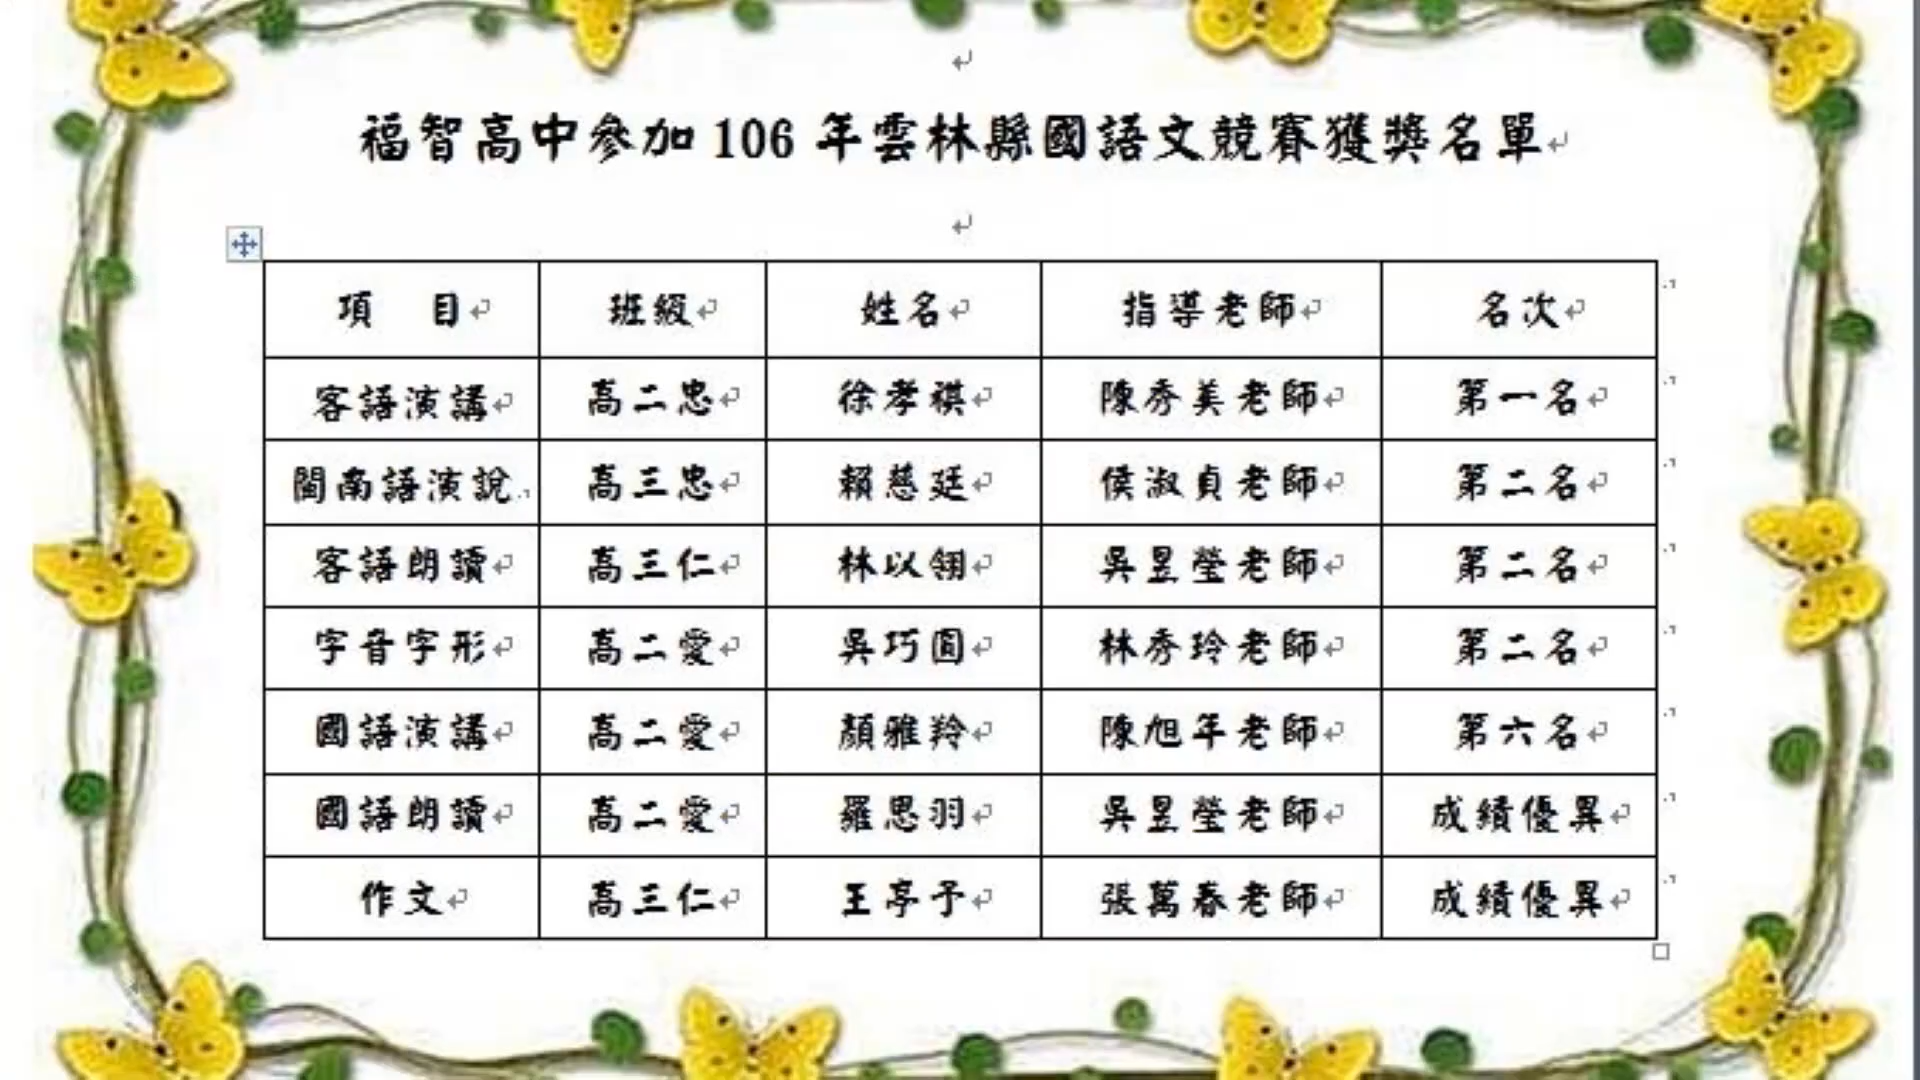 福智高中參加 106 年雲林縣國語文競賽獲獎名單
項 目 班級 姓名 指導老師 名次
客語演講 高二忠 徐孝祺 陳秀美老師 第一名
閩南語演說 高三忠 賴慈廷 侯淑貞老師 第二名
客語朗讀 高三仁 林以翎 吳昱瑩老師 第二名
字音字形 高二愛 吳巧圓 林秀玲老師 第二名
國語演講 高二愛 顏雅羚 陳旭年老師 第六名
國語朗讀 高二愛 羅思羽 吳昱瑩老師 成績優異
作文 高三仁 王亭予 張萬春老師 成績優異